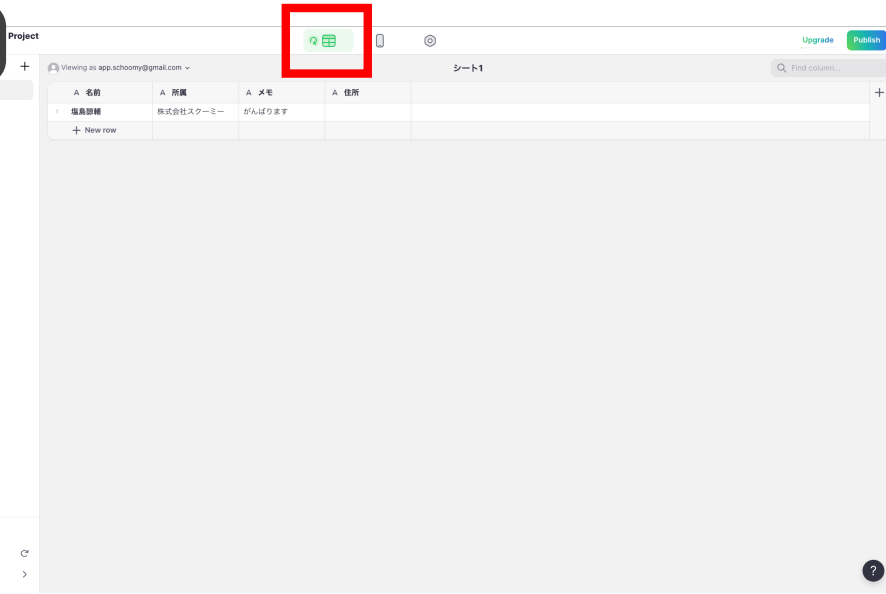 Project
Upgrade
Publish
Viewing as app.schoomy@gmail.com
シート1
Find column...
A 名前
A 所属
A メモ
A 住所
1
塩島諒輔
株式会社スクーミー
がんばります
New row
?